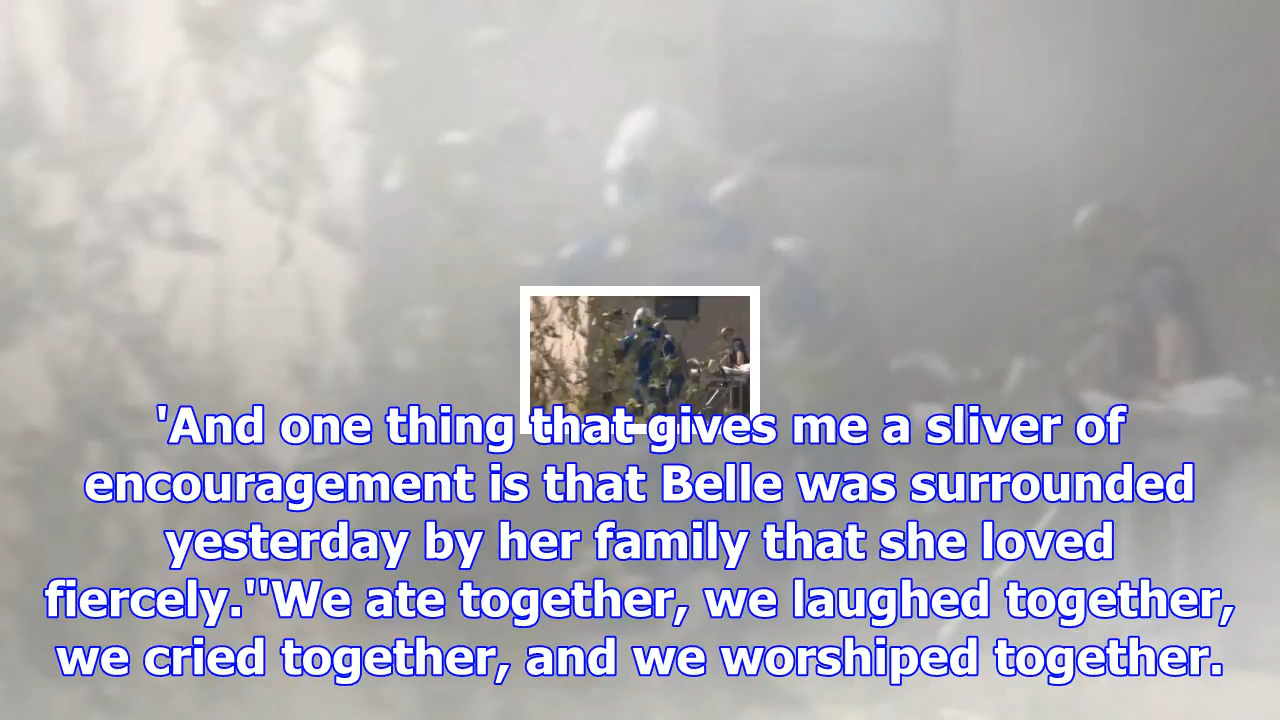 'And one thing that gives me a sliver of
encouragement is that Belle was surrounded
yesterday by her family that she loved
fiercely.''We ate together, we laughed together,
we cried together, and we worshiped together.